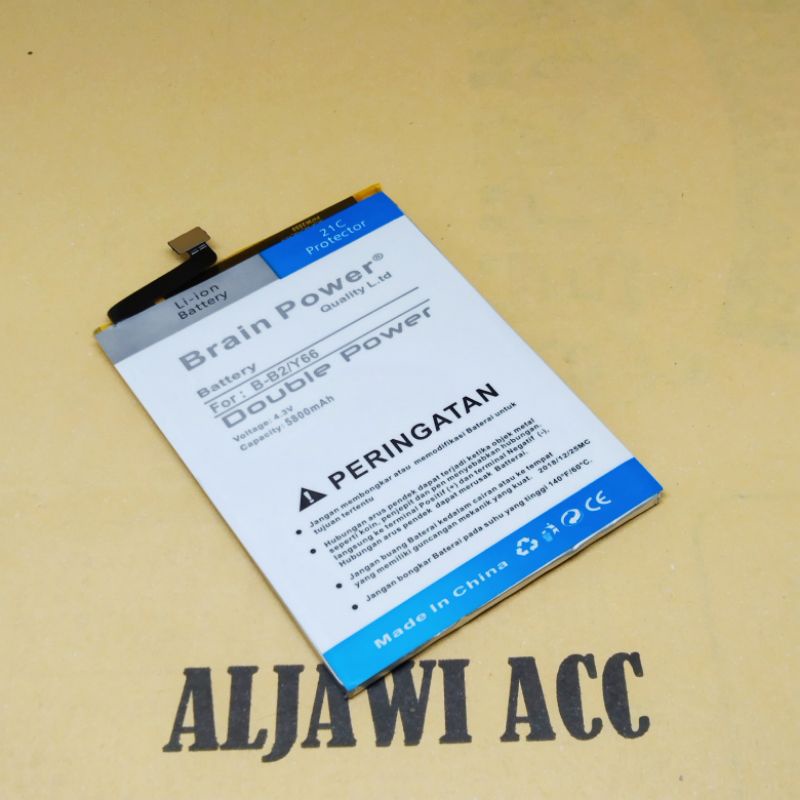 21C
Protector
Li-ion
Battery
Brain Power®
Quality L.td
Battery
For: B-B2/Y66
Double Power
Voltage: 4.3V
Capacity: 5800mAh
PERINGATAN
Jangan membongkar atau memodifikasi Baterai untuk
tujuan tertentu
Hubungan arus pendek dapat terjadi ketika objek metal
seperti koin, penjepit dan pen menyebabkan hubungan.
langsung ke terminal Positif (+) dan terminal Negatif (-),
Hubungan arus pendek dapat merusak Batterai.
2018/12/25MC
Jangan buang Baterai kedalam cairan atau ke tempat
yang memiliki guncangan mekanik yang kuat.
Jangan bongkar Baterai pada suhu yang tinggi 140°F/60°C.
Made In China
CE
ALJAWI ACC